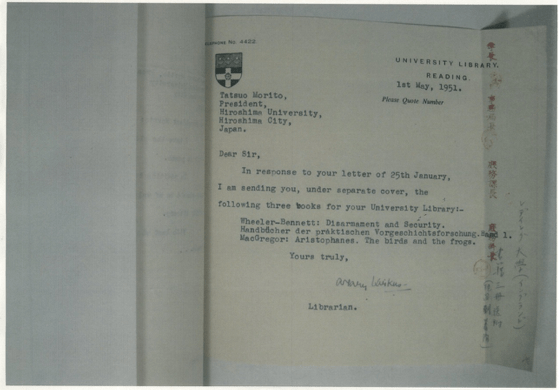 No. 4422
UNIVERSITY LIBRARY,
READING.
1st May, 1951.
Please Quote Number
Tatsuo Morito,
President,
Hiroshima University,
Hiroshima City,
Japan.
Dear Sir,
In response to your letter of 25th January,
I am sending you, under separate cover, the
following three books for your University Library:-
Wheeler-Bennett: Disarmament and Security.
Handbücher der praktischen Vorgeschichtsforschung. Band 1.
MacGregor: Aristophanes. The birds and the frogs.
Yours truly,
Librarian.